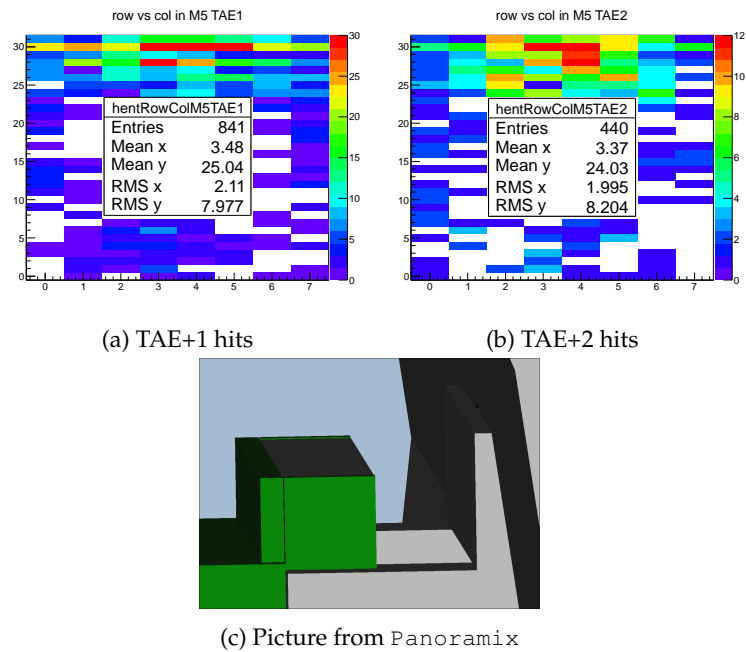 row vs col in M5 TAE1
row vs col in M5 TAE2
30
25
20
15
10
5
0
0 1 2 3 4 5 6 7
hentRowColM5TAE1
Entries 841
Mean x 3.48
Mean y 25.04
RMS x 2.11
RMS y 7.977
30
25
20
15
10
5
0
30
25
20
15
10
5
0
0 1 2 3 4 5 6 7
hentRowColM5TAE2
Entries 440
Mean x 3.37
Mean y 24.03
RMS x 1.995
RMS y 8.204
12
10
8
6
4
2
0
(a) TAE+1 hits
(b) TAE+2 hits
(c) Picture from Panoramix